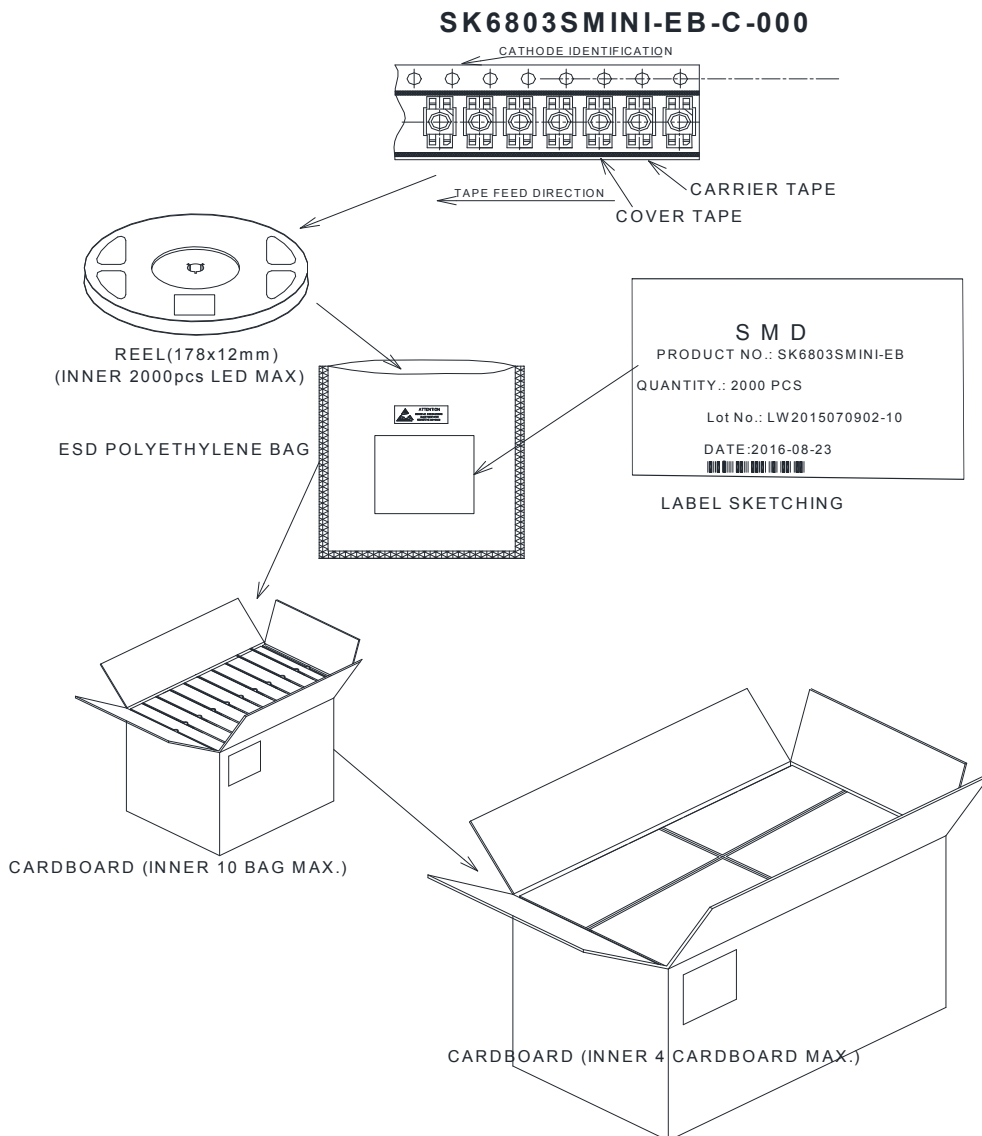 SK6803SMINI-EB-C-000
CATHODE IDENTIFICATION
TAPE FEED DIRECTION
CARRIER TAPE
COVER TAPE
REEL(178x12mm)
(INNER 2000pcs LED MAX)
SMD
PRODUCT NO.: SK6803SMINI-EB
QUANTITY.: 2000 PCS
Lot No.: LW2015070902-10
DATE:2016-08-23
LABEL SKETCHING
ATTENTION
ESD POLYETHYLENE BAG
CARDBOARD (INNER 10 BAG MAX.)
CARDBOARD (INNER 4 CARDBOARD MAX.)